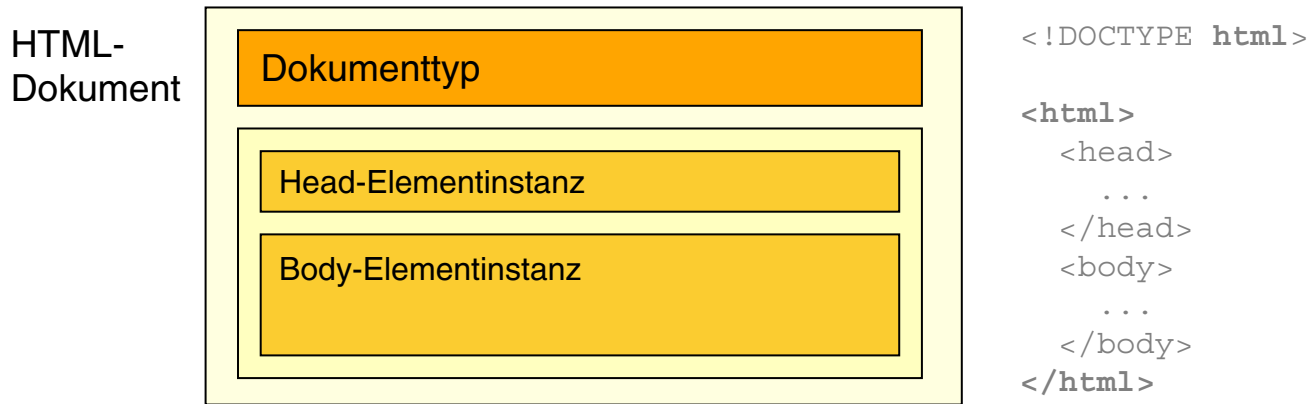 HTML-
Dokument
Dokumenttyp
Head-Elementinstanz
Body-Elementinstanz
<!DOCTYPE html>
<html>
<head>
...
</head>
<body>
...
</body>
</html>